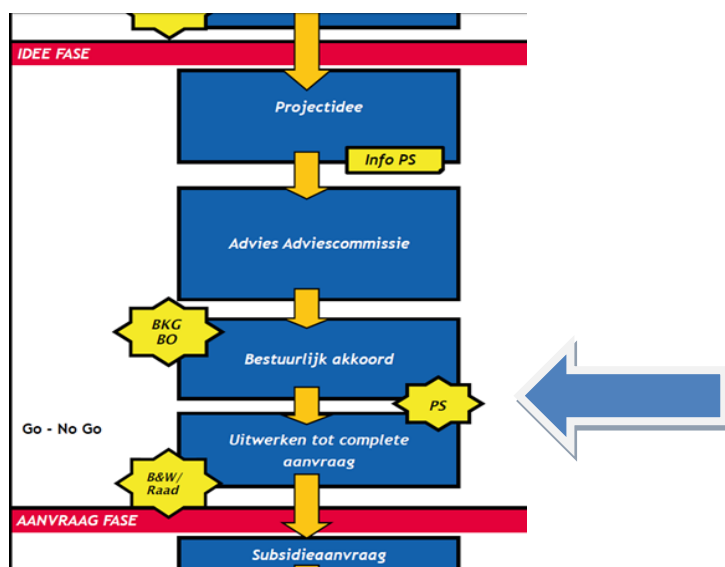 IDEE FASE
Projectidee
Info PS
Advies Adviescommissie
BKG
BO
Bestuurlijk akkoord
PS
Go - No Go
Uitwerken tot complete
aanvraag
B&W/
Raad
AANVRAAG FASE
Subsidieaanvraag